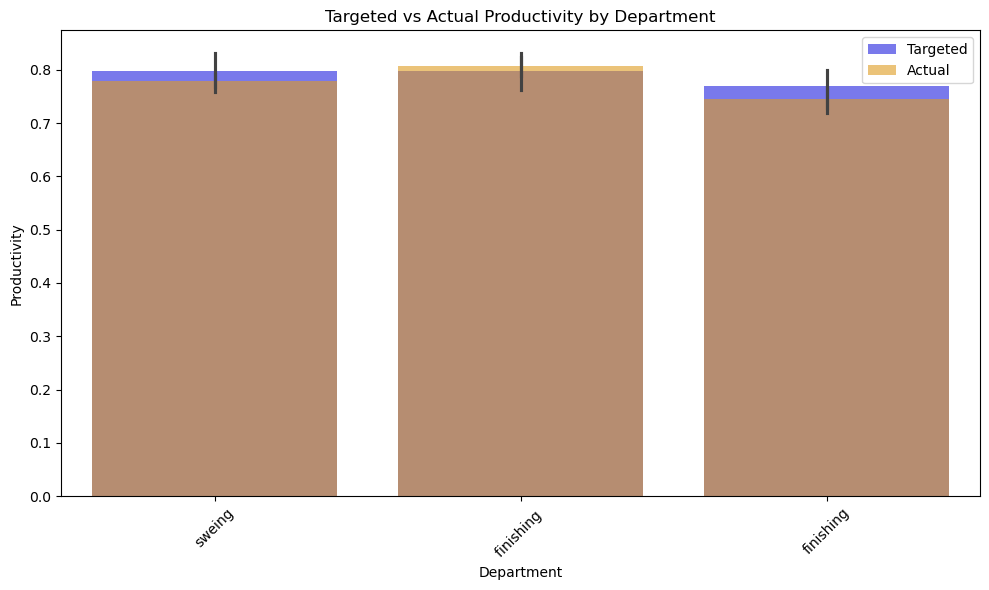 Targeted vs Actual Productivity by Department
Targeted
Actual
Productivity
0.8
0.7
0.6
0.5
0.4
0.3
0.2
0.1
0.0
sweing
finishing
finishing
Department